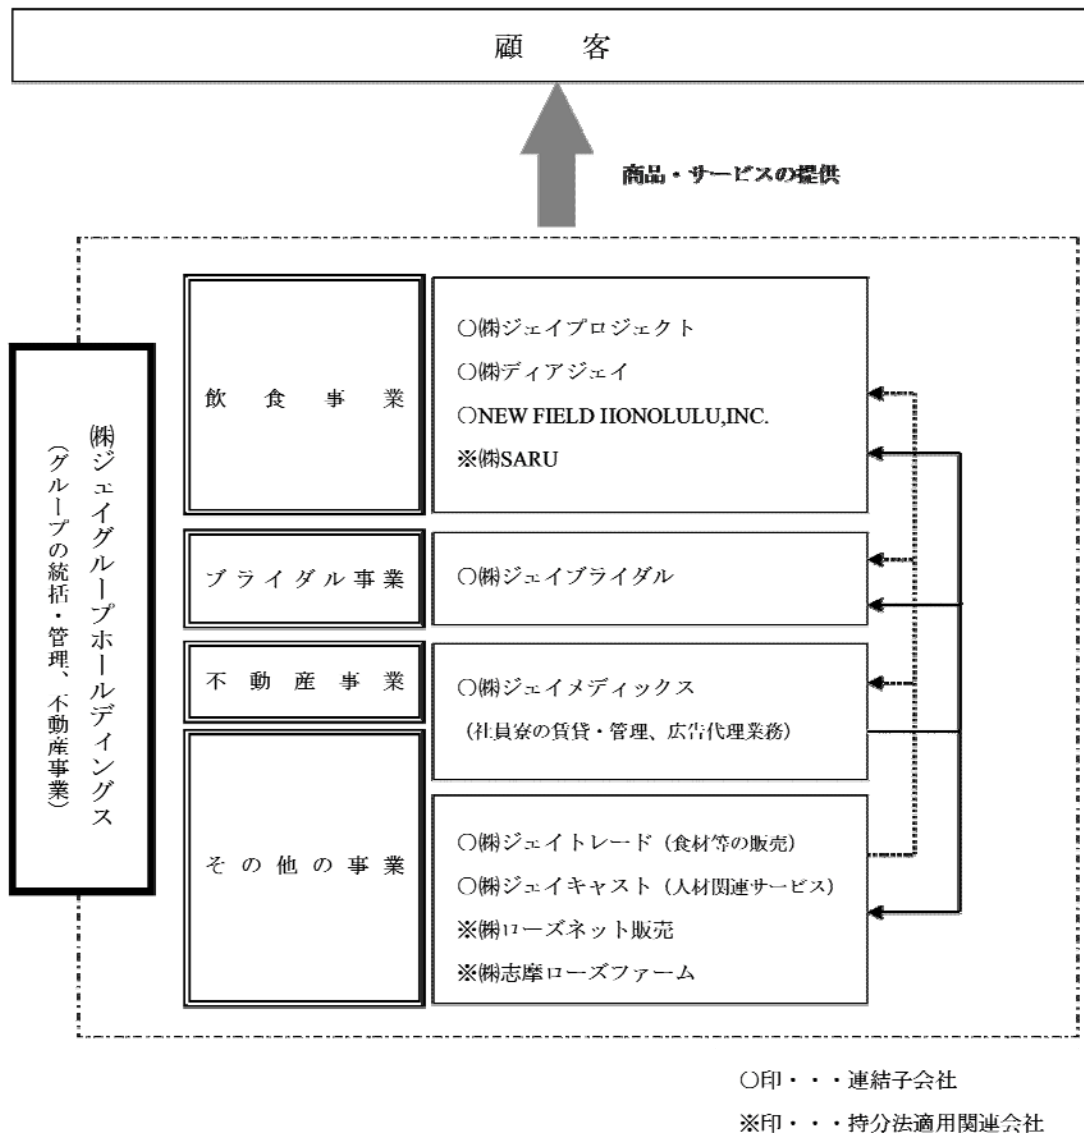 顧客
商品・サービスの提供
㈱ジェイグループホールディングス
(グループの統括・管理、不動産事業)
飲食事業
○㈱ジェイプロジェクト
○㈱ディアジェイ
○NEW FIELD HONOLULU,INC.
※㈱SARU
ブライダル事業
○㈱ジェイブライダル
不動産事業
○㈱ジェイメディックス
(社員寮の賃貸・管理、広告代理業務)
その他の事業
○㈱ジェイトレード(食材等の販売)
○㈱ジェイキャスト(人材関連サービス)
※㈱ローズネット販売
※㈱志摩ローズファーム
○印・・・連結子会社
※印・・・持分法適用関連会社